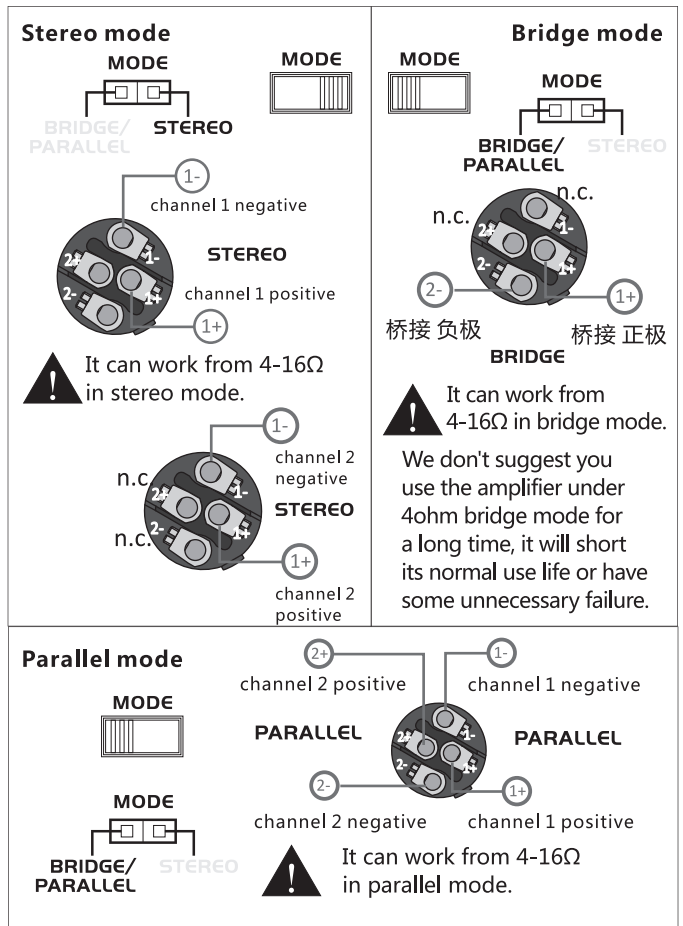 Stereo mode
MODE
BRIDGE/
PARALLEL
STEREO
MODE
1-
channel 1 negative
2+
1-
2-
1+
STEREO
channel 1 positive
1+
It can work from 4-16Ω
in stereo mode.
1-
channel 2
negative
n.c.
2+
1-
2-
1+
STEREO
n.c.
1+
channel 2
positive
Bridge mode
MODE
MODE
BRIDGE/
PARALLEL
STEREO
n.c.
n.c.
2+
1-
2-
1+
2-
1+
桥接 负极
桥接 正极
BRIDGE
It can work from
4-16Ω in bridge mode.
We don't suggest you
use the amplifier under
4ohm bridge mode for
a long time, it will short
its normal use life or have
some unnecessary failure.
Parallel mode
MODE
MODE
BRIDGE/
PARALLEL
STEREO
2+
1-
channel 2 positive
channel 1 negative
PARALLEL
2+
1-
2-
1+
PARALLEL
2-
1+
channel 2 negative
channel 1 positive
It can work from 4-16Ω
in parallel mode.